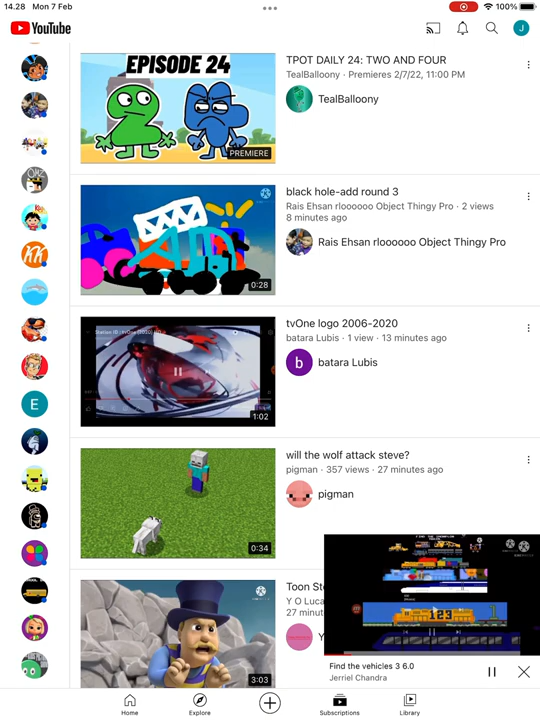 14.28 Mon 7 Feb
100%
YouTube
J
EPISODE 24
PREMIERE
TPOT DAILY 24: TWO AND FOUR
TealBalloony · Premieres 2/7/22, 11:00 PM
TealBalloony
0:28
black hole-add round 3
Rais Ehsan rloooooo Object Thingy Pro · 2 views
8 minutes ago
Rais Ehsan rloooooo Object Thingy Pro
1:02
tvOne logo 2006-2020
batara Lubis · 1 view · 13 minutes ago
b
batara Lubis
E
0:34
will the wolf attack steve?
pigman · 357 views · 27 minutes ago
pigman
3:03
Toon St
Y O Luca
27 minut
Y
123
Find the vehicles 3 6.0
Jerriel Chandra
Home
Explore
Subscriptions
Library